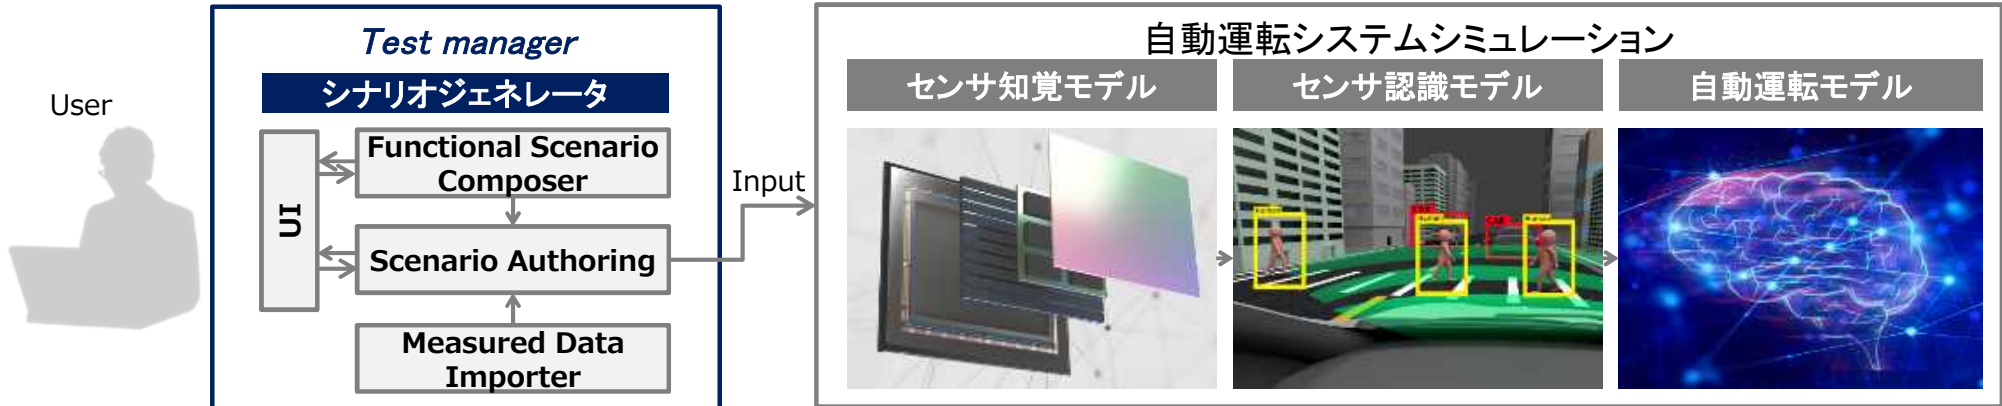 User
Test manager
シナリオジェネレータ
UI
Functional Scenario
Composer
Scenario Authoring
Measured Data
Importer
Input
自動運転システムシミュレーション
センサ知覚モデル
センサ認識モデル
自動運転モデル